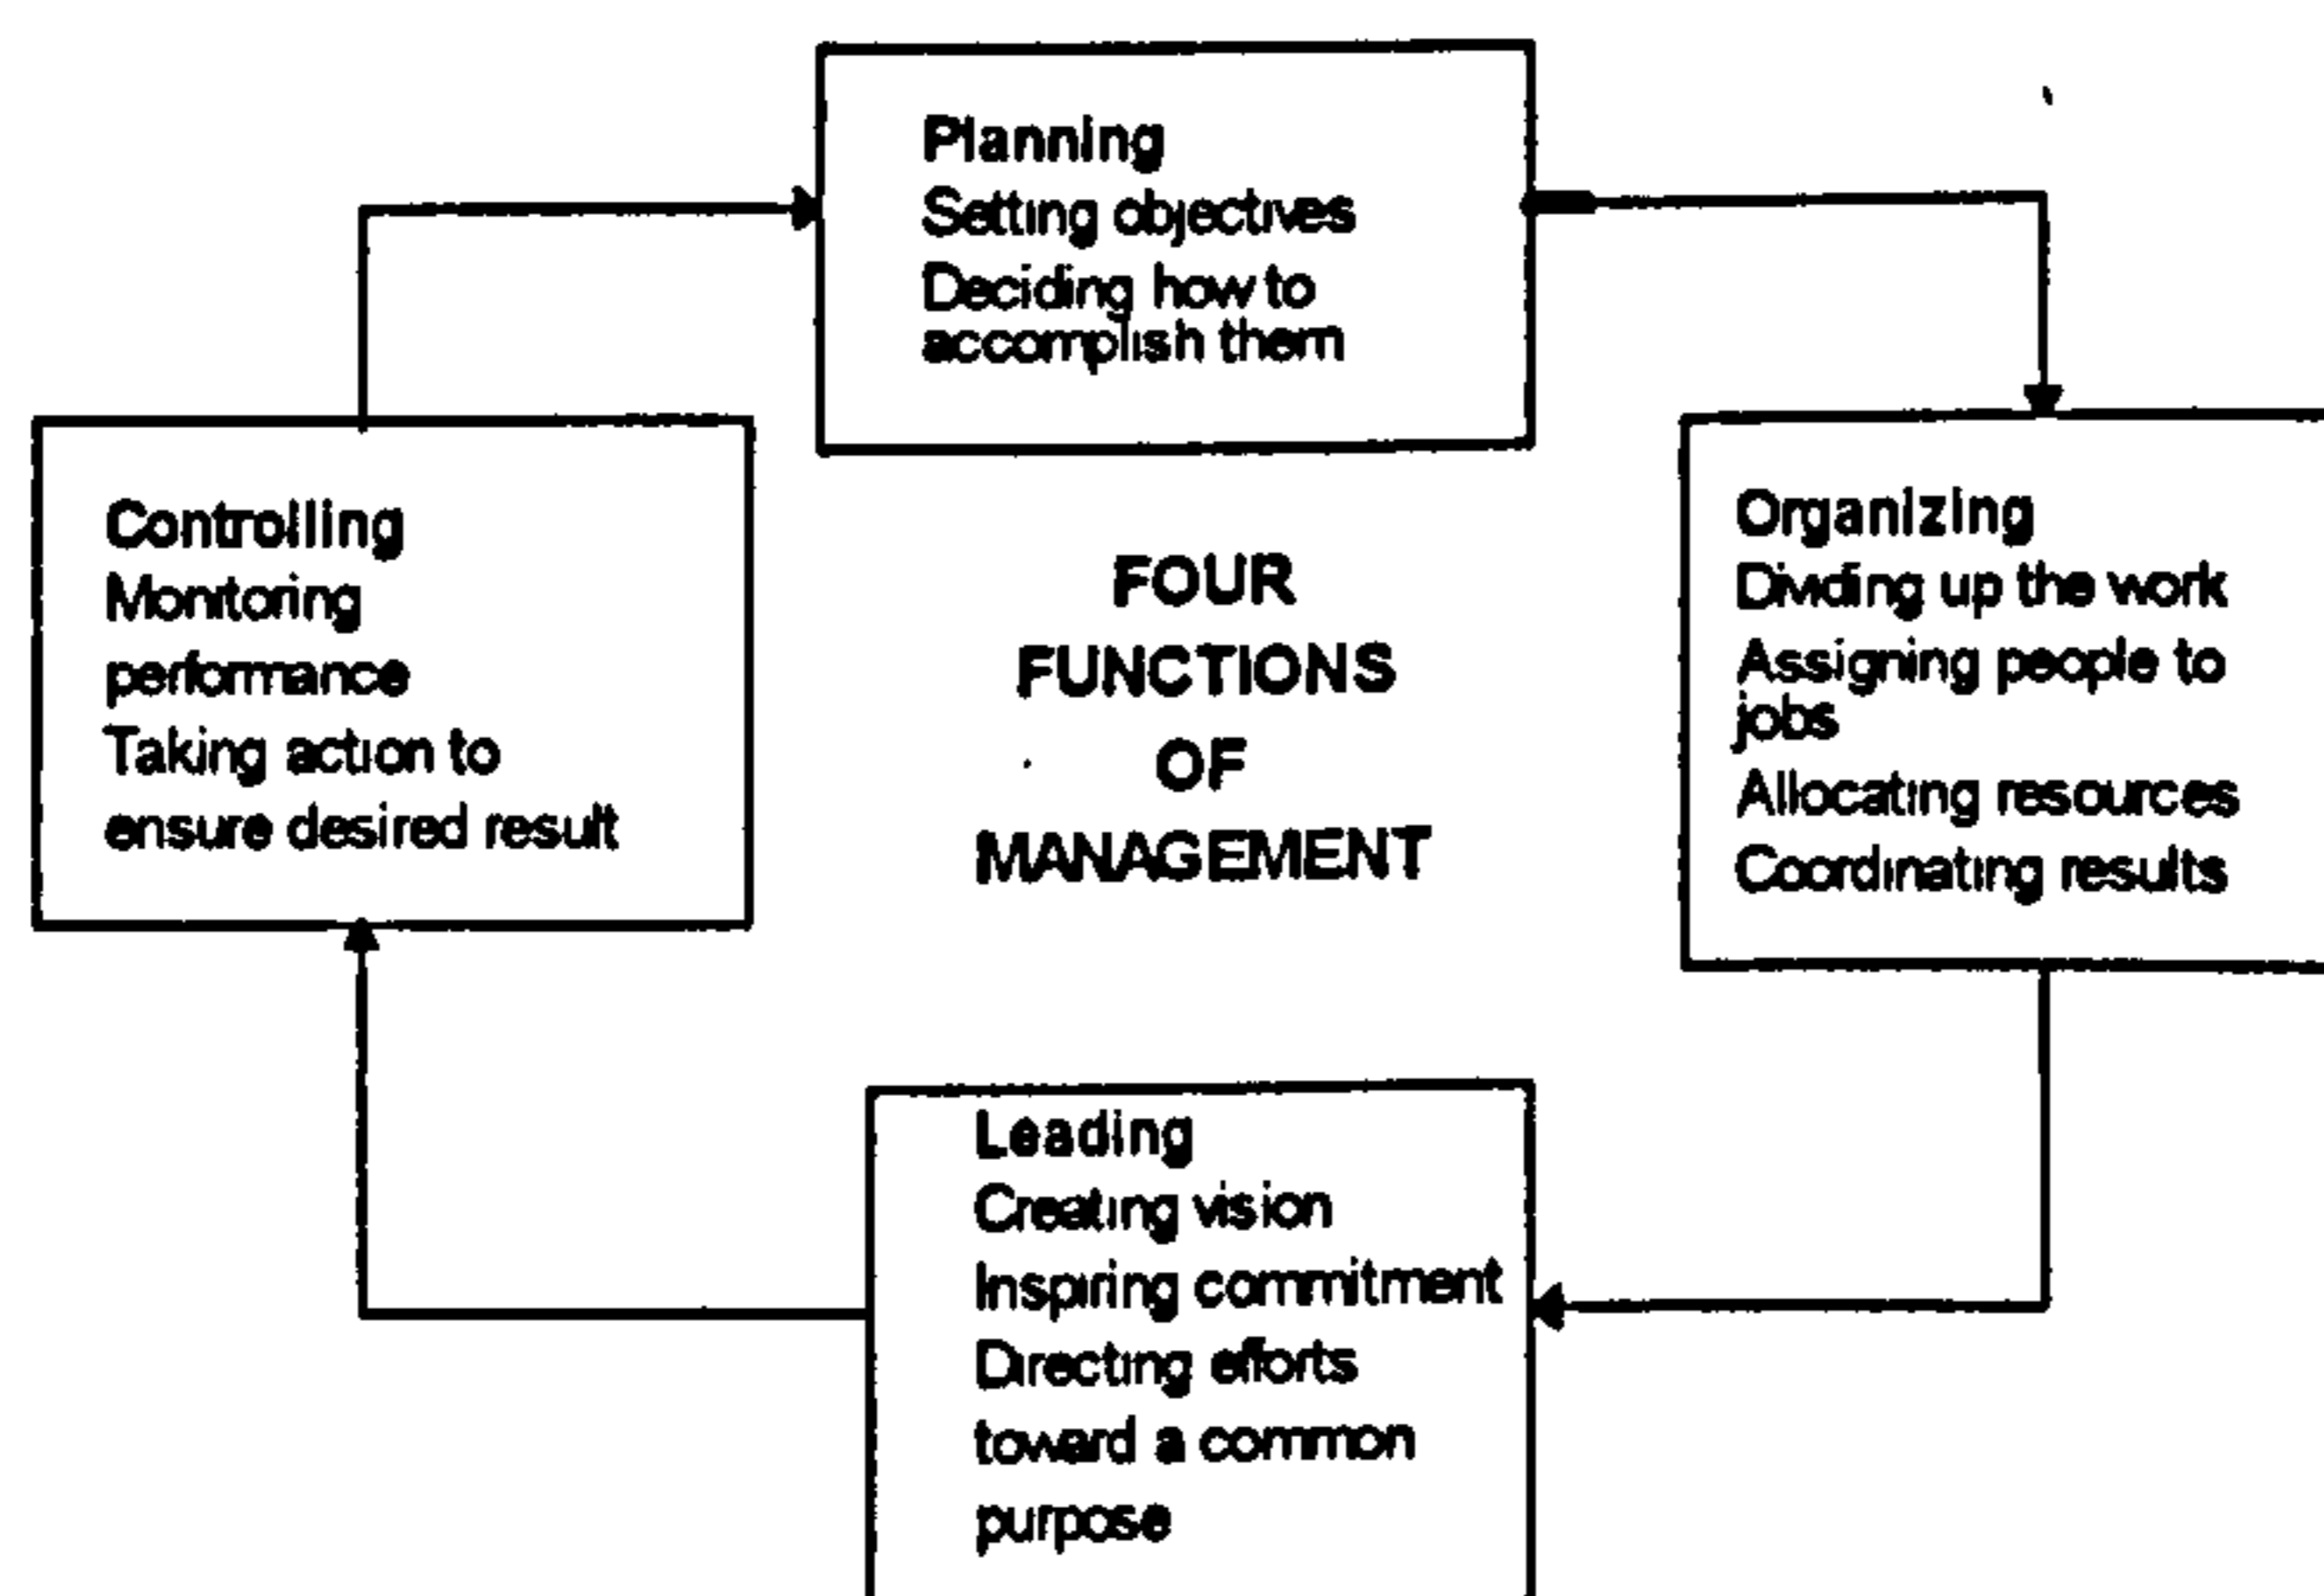 Planning
Setting objectives
Deciding how to
accomplish them
Controlling
Monitoring
performance
Taking action to
ensure desired result
FOUR
FUNCTIONS
OF
MANAGEMENT
Organizing
Dividing up the work
Assigning people to
jobs
Allocating resources
Coordinating results
Leading
Creating vision
Inspiring commitment
Directing efforts
toward a common
purpose